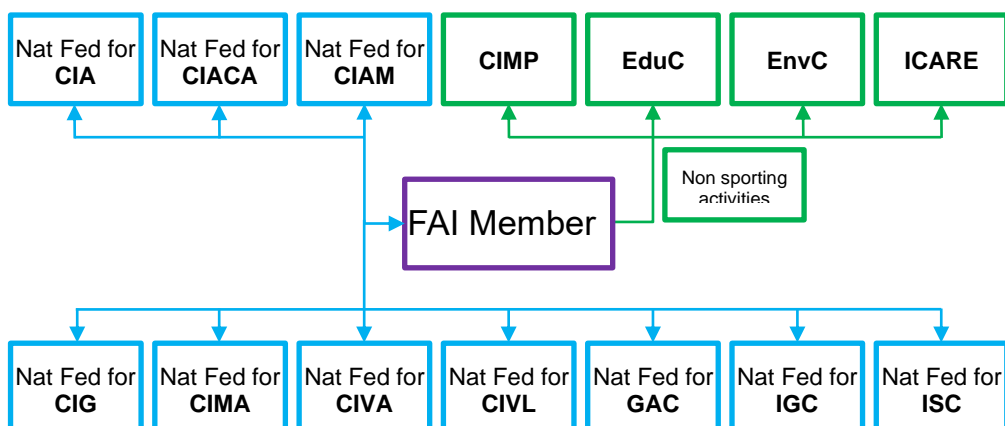 Nat Fed for
CIA
Nat Fed for
CIACA
Nat Fed for
CIAM
CIMP
EduC
EnvC
ICARE
Non sporting
activities
FAI Member
Nat Fed for
CIG
Nat Fed for
CIMA
Nat Fed for
CIVA
Nat Fed for
CIVL
Nat Fed for
GAC
Nat Fed for
IGC
Nat Fed for
ISC